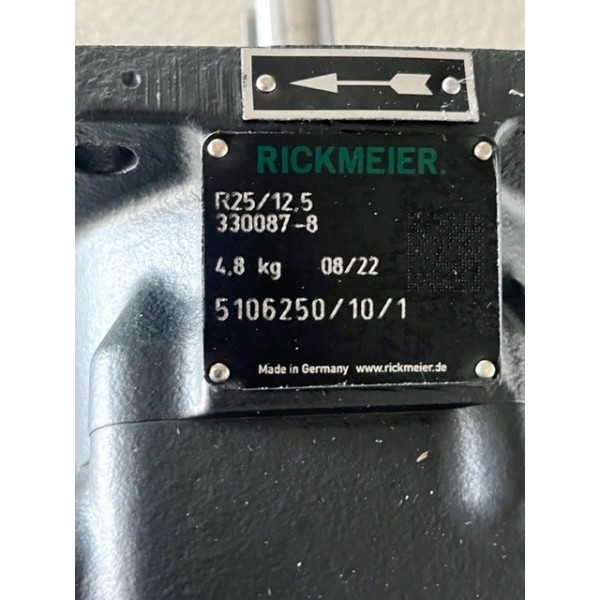 RICKMEIER.
R25/12,5
330087-8
4,8 kg 08/22
5106250/10/1
Made in Germany www.rickmeier.de